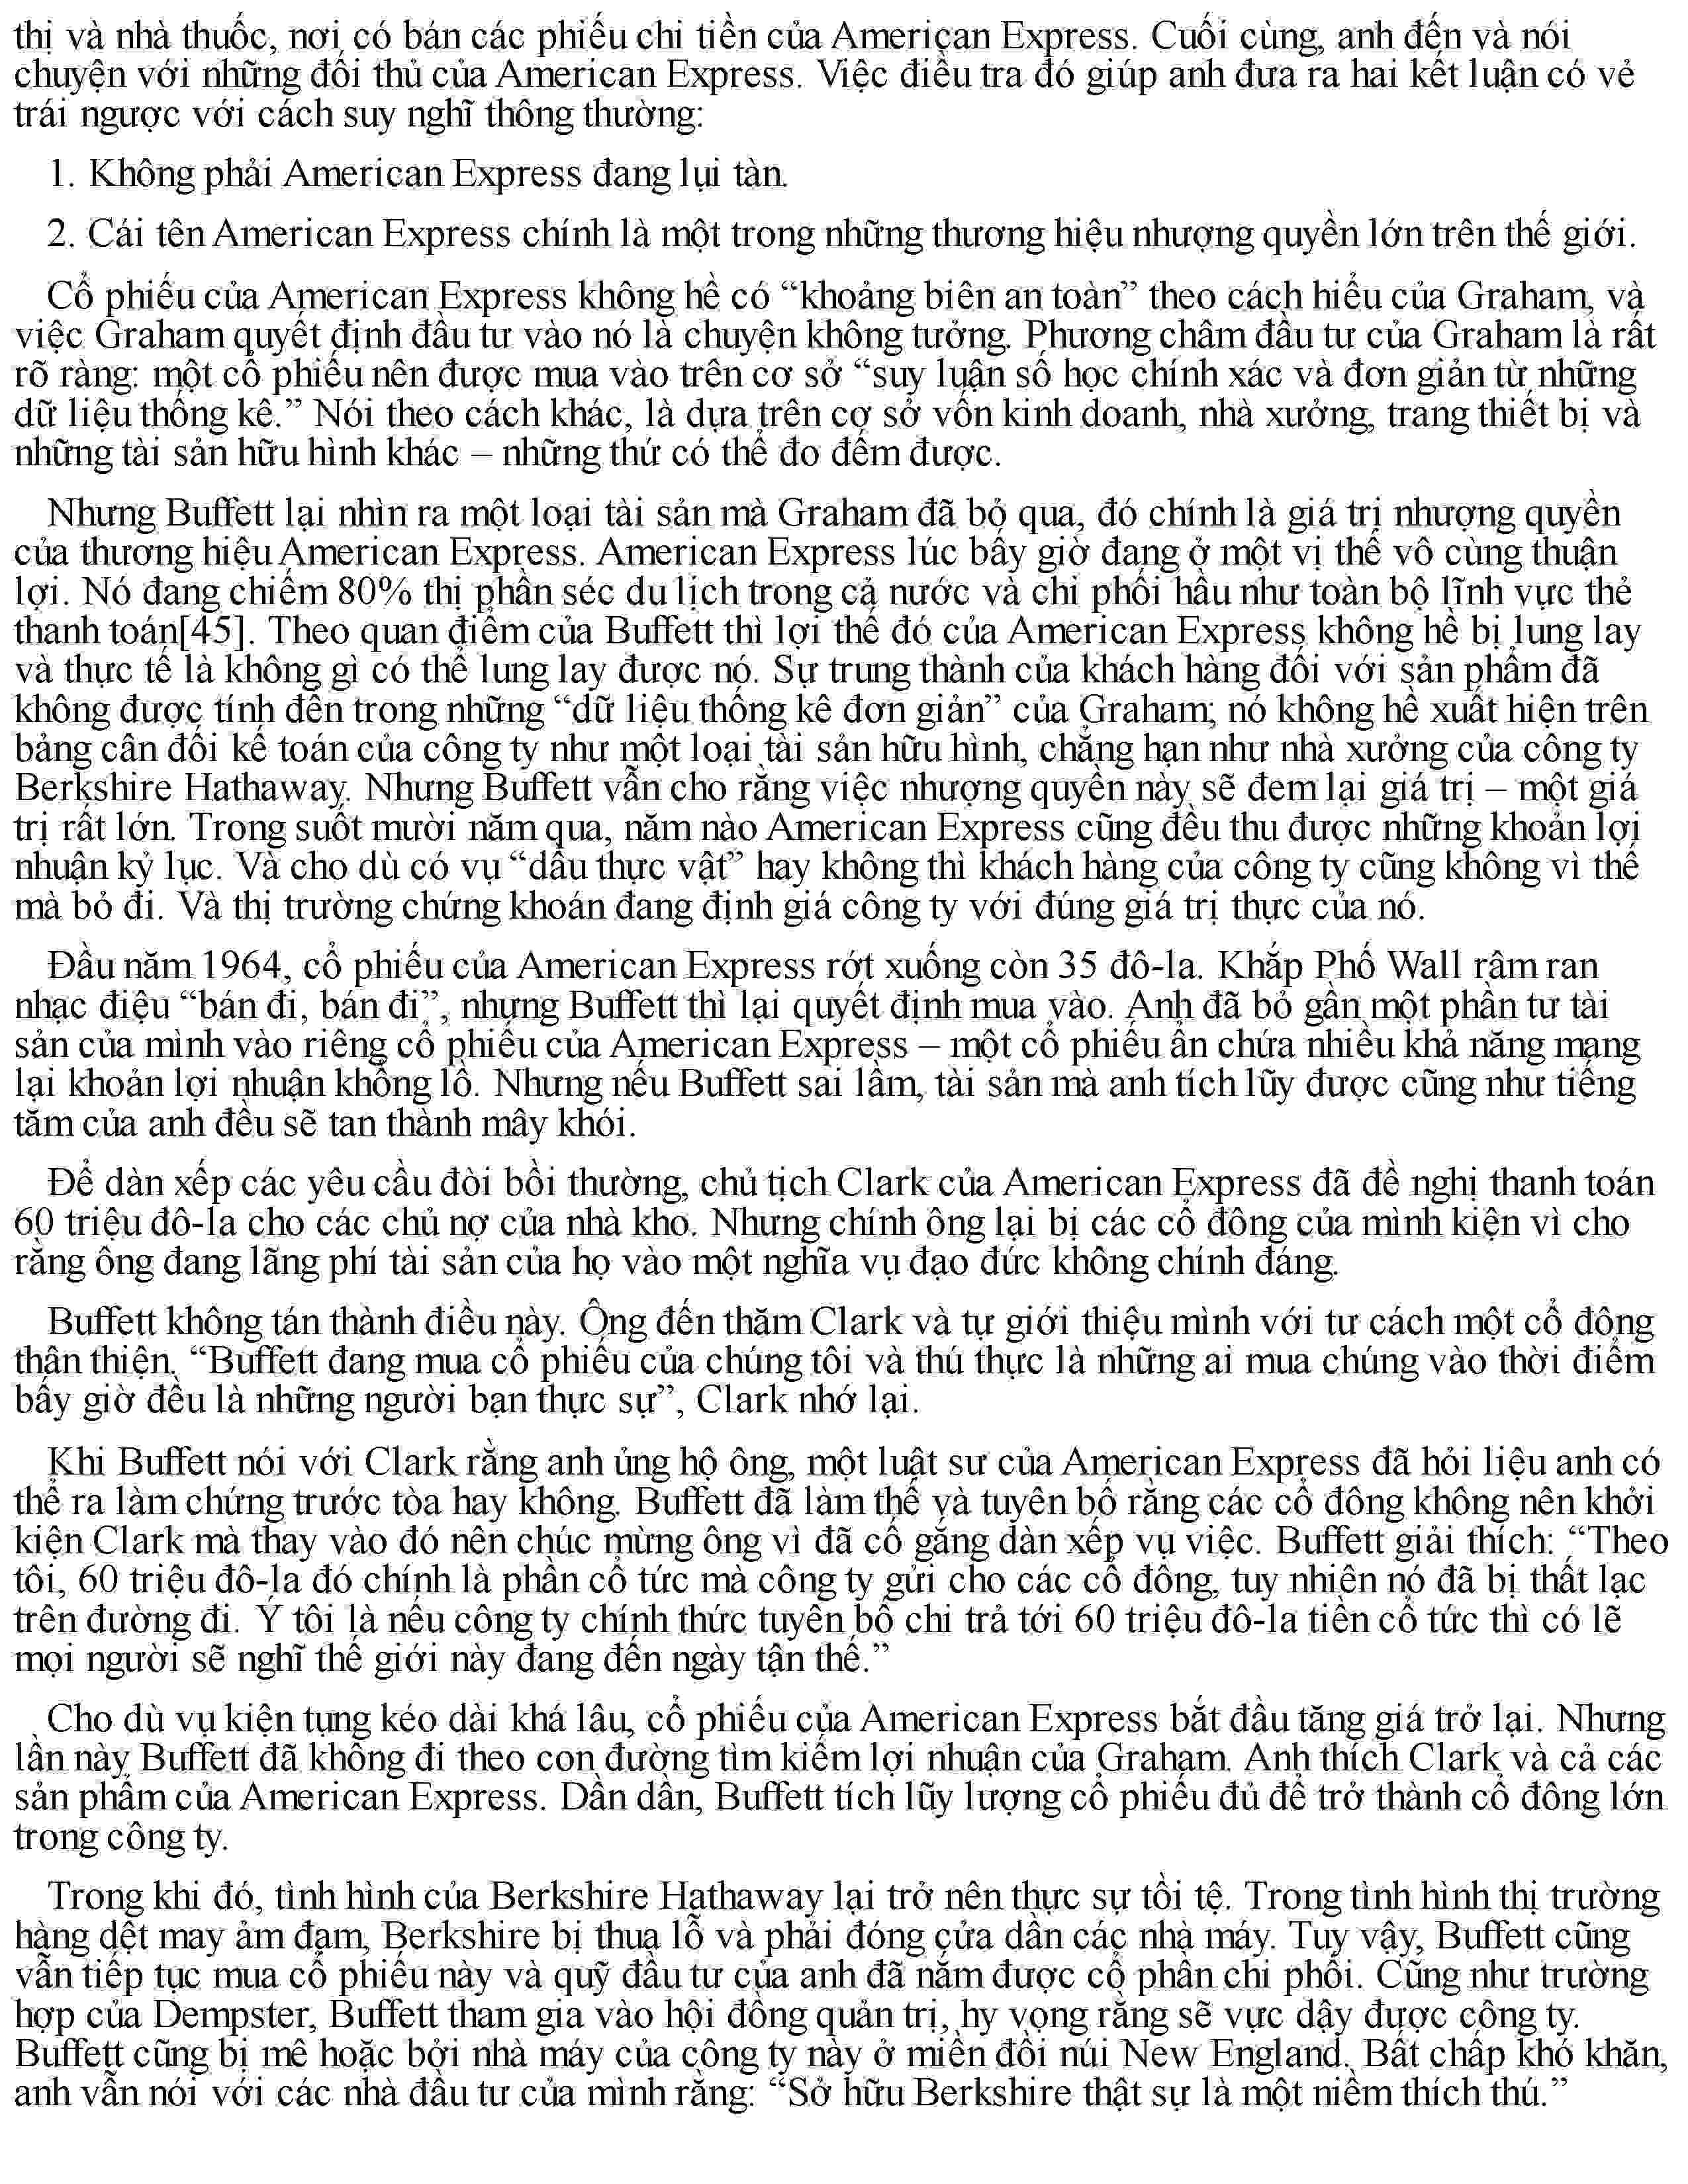 thị và nhà thuốc, nơi có bán các phiếu chi tiền của American Express. Cuối cùng, anh đến và nói
chuyện với những đối thủ của American Express. Việc điều tra đó giúp anh đưa ra hai kết luận có vẻ
trái ngược với cách suy nghĩ thông thường:
1. Không phải American Express đang lụi tàn.
2. Cái tên American Express chính là một trong những thương hiệu nhượng quyền lớn trên thế giới.
Cổ phiếu của American Express không hề có “khoảng biên an toàn” theo cách hiểu của Graham, và
việc Graham quyết định đầu tư vào nó là chuyện không tưởng. Phương châm đầu tư của Graham là rất
rõ ràng: một cổ phiếu nên được mua vào trên cơ sở “suy luận số học chính xác và đơn giản từ những
dữ liệu thống kê.” Nói theo cách khác, là dựa trên cơ sở vốn kinh doanh, nhà xưởng, trang thiết bị và
những tài sản hữu hình khác – những thứ có thể đo đếm được.
Nhưng Buffett lại nhìn ra một loại tài sản mà Graham đã bỏ qua, đó chính là giá trị nhượng quyền
của thương hiệu American Express. American Express lúc bấy giờ đang ở một vị thế vô cùng thuận
lợi. Nó đang chiếm 80% thị phần séc du lịch trong cả nước và chi phối hầu như toàn bộ lĩnh vực thẻ
thanh toán[45]. Theo quan điểm của Buffett thì lợi thế đó của American Express không hề bị lung lay
và thực tế là không gì có thể lung lay được nó. Sự trung thành của khách hàng đối với sản phẩm đã
không được tính đến trong những “dữ liệu thống kê đơn giản” của Graham; nó không hề xuất hiện trên
bảng cân đối kế toán của công ty như một loại tài sản hữu hình, chẳng hạn như nhà xưởng của công ty
Berkshire Hathaway. Nhưng Buffett vẫn cho rằng việc nhượng quyền này sẽ đem lại giá trị – một giá
trị rất lớn. Trong suốt mười năm qua, năm nào American Express cũng đều thu được những khoản lợi
nhuận kỷ lục. Và cho dù có vụ “dầu thực vật” hay không thì khách hàng của công ty cũng không vì thế
mà bỏ đi. Và thị trường chứng khoán đang định giá công ty với đúng giá trị thực của nó.
Đầu năm 1964, cổ phiếu của American Express rớt xuống còn 35 đô-la. Khắp Phố Wall râm ran
nhạc điệu “bán đi, bán đi”, nhưng Buffett thì lại quyết định mua vào. Anh đã bỏ gần một phần tư tài
sản của mình vào riêng cổ phiếu của American Express – một cổ phiếu ẩn chứa nhiều khả năng mang
lại khoản lợi nhuận khổng lồ. Nhưng nếu Buffett sai lầm, tài sản mà anh tích lũy được cũng như tiếng
tăm của anh đều sẽ tan thành mây khói.
Để dàn xếp các yêu cầu đòi bồi thường, chủ tịch Clark của American Express đã đề nghị thanh toán
60 triệu đô-la cho các chủ nợ của nhà kho. Nhưng chính ông lại bị các cổ đông của mình kiện vì cho
rằng ông đang lãng phí tài sản của họ vào một nghĩa vụ đạo đức không chính đáng.
Buffett không tán thành điều này. Ông đến thăm Clark và tự giới thiệu mình với tư cách một cổ đông
thân thiện. “Buffett đang mua cổ phiếu của chúng tôi và thú thực là những ai mua chúng vào thời điểm
bấy giờ đều là những người bạn thực sự”, Clark nhớ lại.
Khi Buffett nói với Clark rằng anh ủng hộ ông, một luật sư của American Express đã hỏi liệu anh có
thể ra làm chứng trước tòa hay không. Buffett đã làm thế và tuyên bố rằng các cổ đông không nên khởi
kiện Clark mà thay vào đó nên chúc mừng ông vì đã cố gắng dàn xếp vụ việc. Buffett giải thích: “Theo
tôi, 60 triệu đô-la đó chính là phần cổ tức mà công ty gửi cho các cổ đông, tuy nhiên nó đã bị thất lạc
trên đường đi. Ý tôi là nếu công ty chính thức tuyên bố chi trả tới 60 triệu đô-la tiền cổ tức thì có lẽ
mọi người sẽ nghĩ thế giới này đang đến ngày tận thế.”
Cho dù vụ kiện tụng kéo dài khá lâu, cổ phiếu của American Express bắt đầu tăng giá trở lại. Nhưng
lần này Buffett đã không đi theo con đường tìm kiếm lợi nhuận của Graham. Anh thích Clark và cả các
sản phẩm của American Express. Dần dần, Buffett tích lũy lượng cổ phiếu đủ để trở thành cổ đông lớn
trong công ty.
Trong khi đó, tình hình của Berkshire Hathaway lại trở nên thực sự tồi tệ. Trong tình hình thị trường
hàng dệt may ảm đạm, Berkshire bị thua lỗ và phải đóng cửa dần các nhà máy. Tuy vậy, Buffett cũng
vẫn tiếp tục mua cổ phiếu này và quỹ đầu tư của anh đã nắm được cổ phần chi phối. Cũng như trường
hợp của Dempster, Buffett tham gia vào hội đồng quản trị, hy vọng rằng sẽ vực dậy được công ty.
Buffett cũng bị mê hoặc bởi nhà máy của công ty này ở miền đồi núi New England. Bất chấp khó khăn,
anh vẫn nói với các nhà đầu tư của mình rằng: “Sở hữu Berkshire thật sự là một niềm thích thú.”